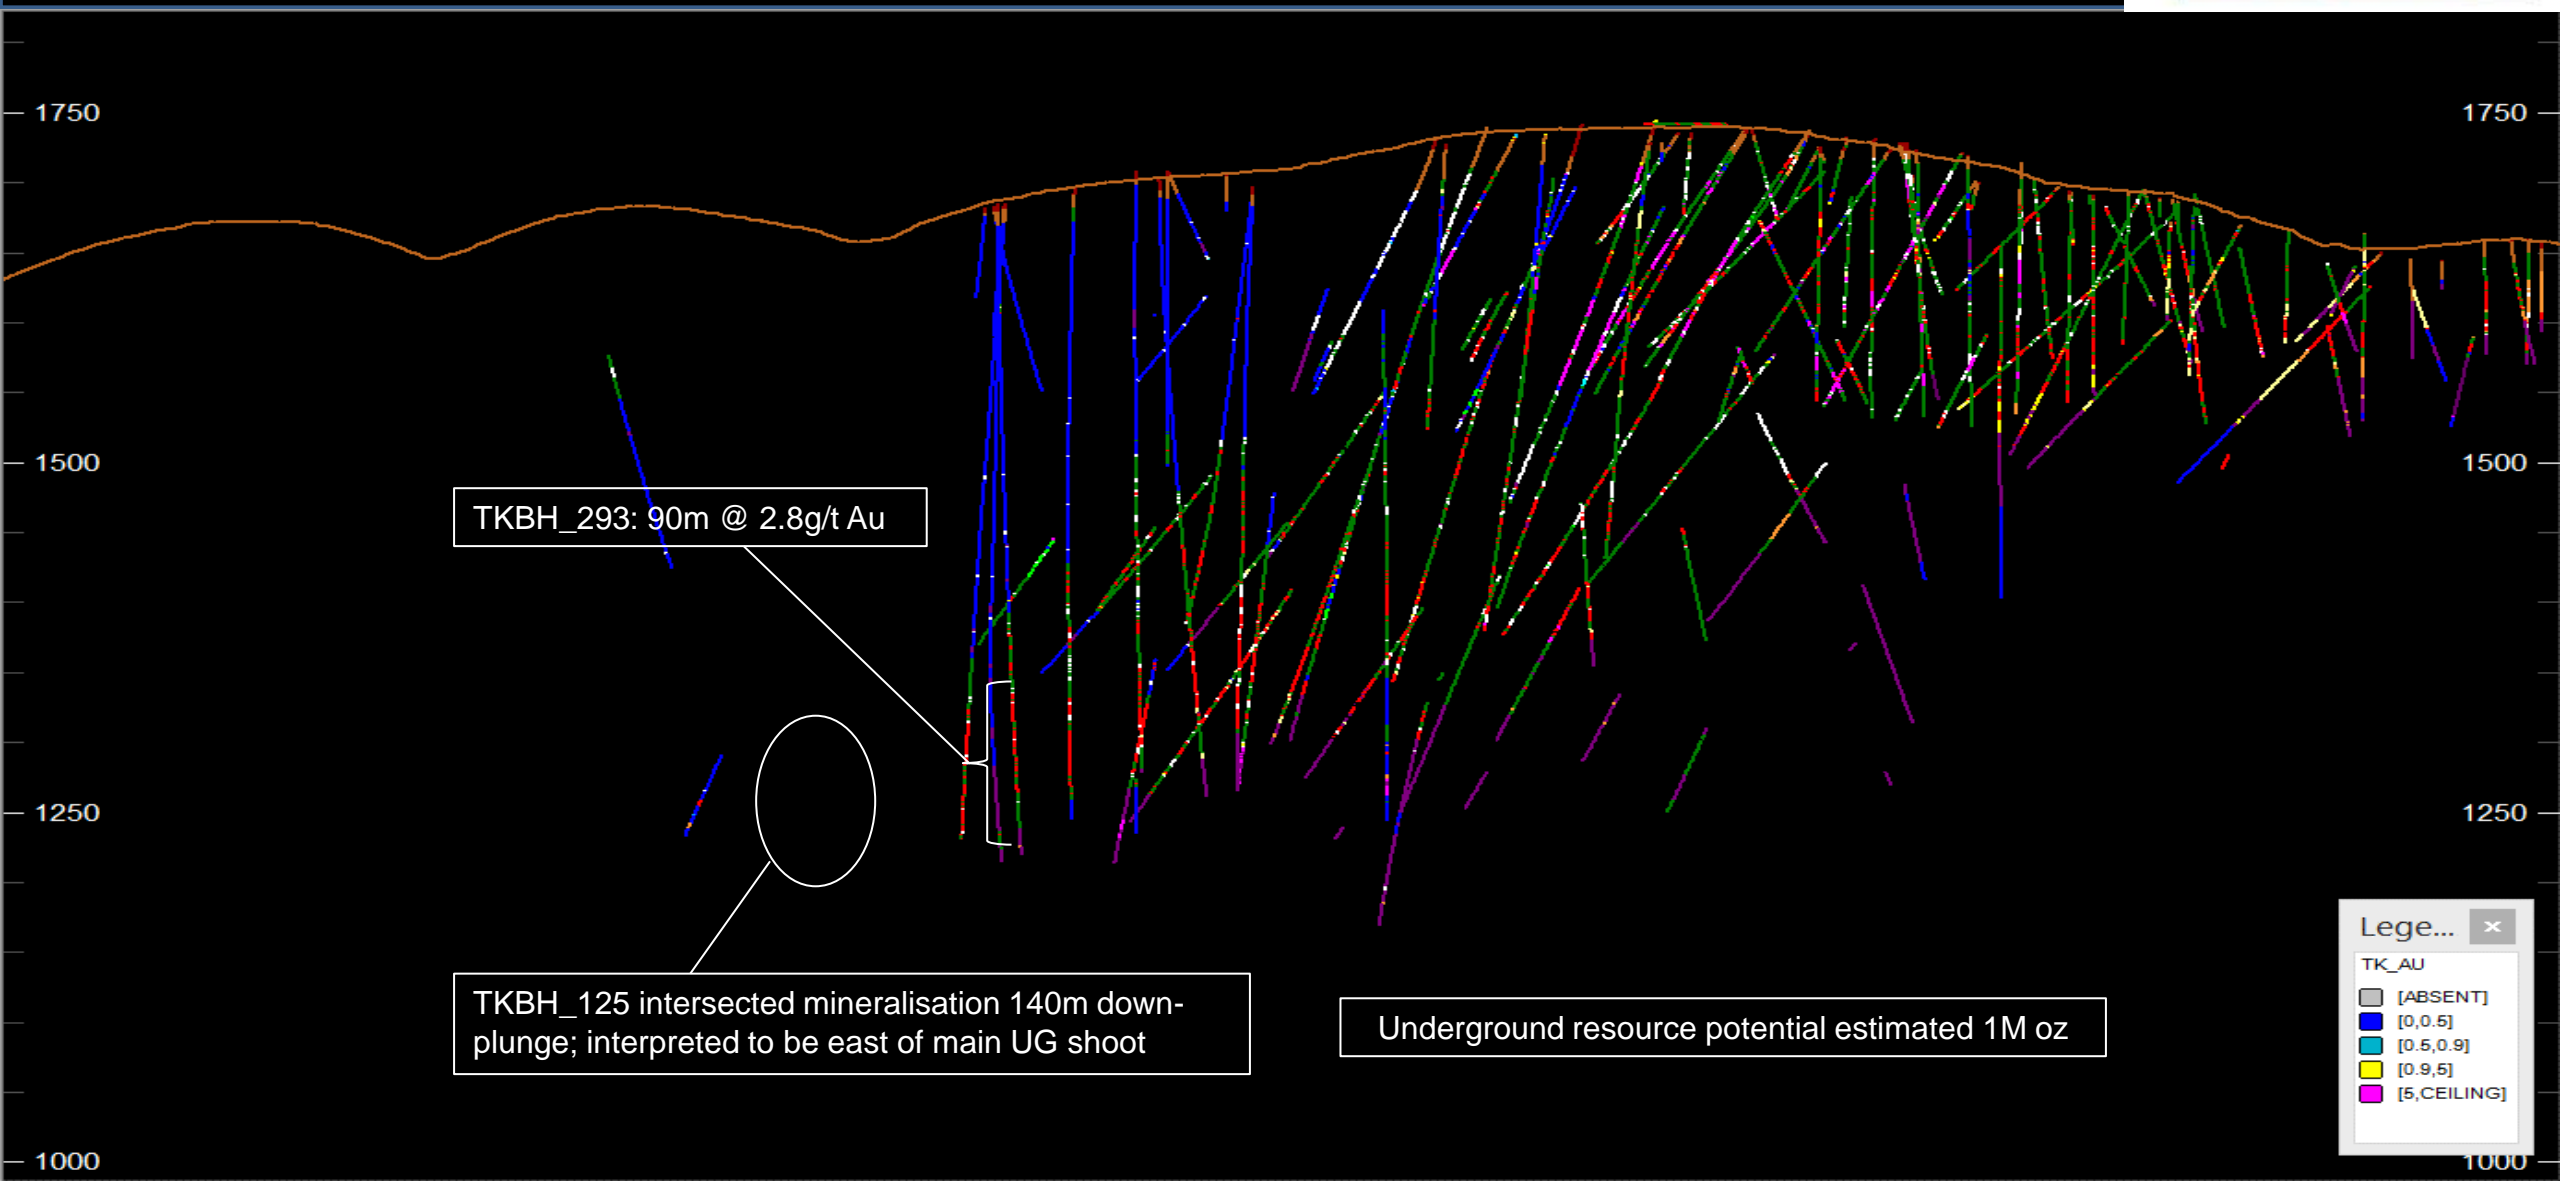 1750
1750
1500
1500
TKBH_293: 90m @ 2.8g/t Au
1250
1250
TKBH_125 intersected mineralisation 140m down-
plunge; interpreted to be east of main UG shoot
Underground resource potential estimated 1M oz
Lege...
TK_AU
[ABSENT]
[0,0.5]
[0.5,0.9]
[0.9,5]
[5,CEILING]
1000
1000